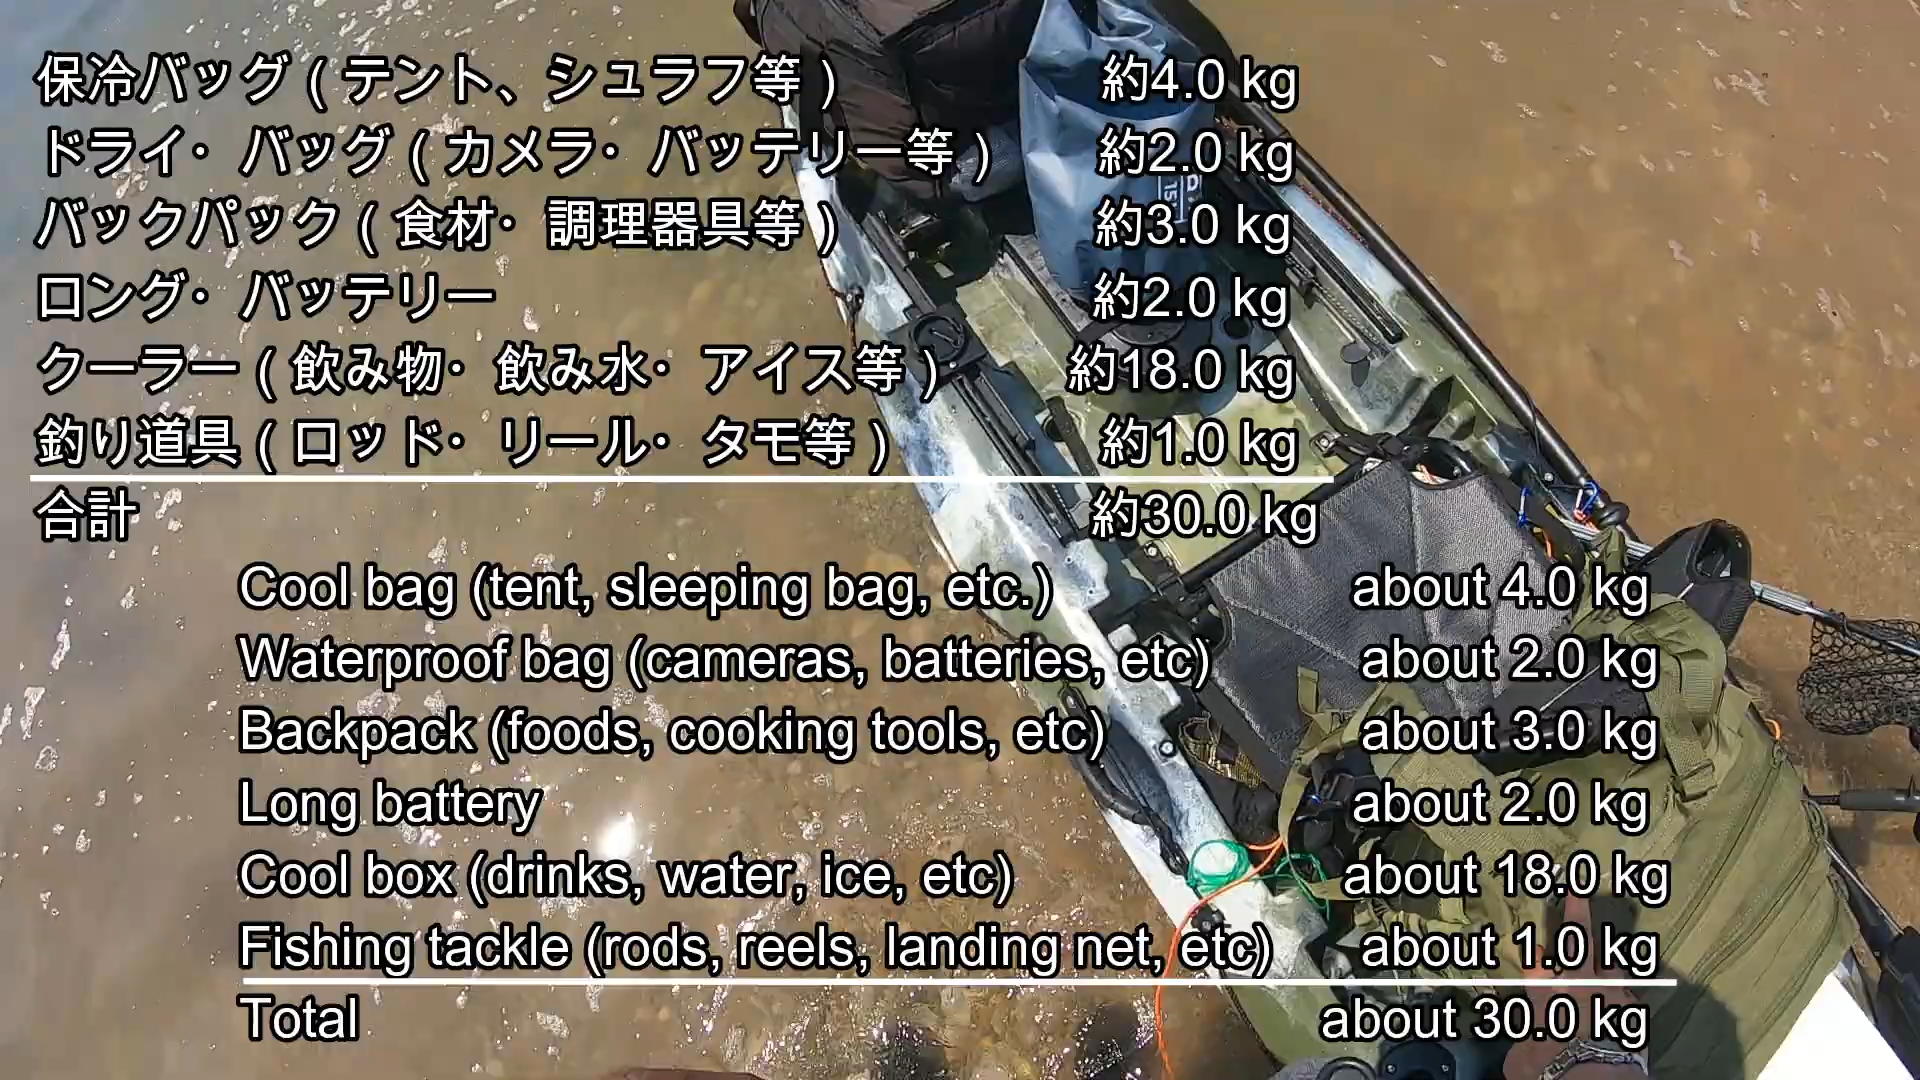 保冷バッグ ( テント、シュラフ等 ) 約4.0 kg
ドライ・バッグ ( カメラ・バッテリー等 ) 約2.0 kg
バックパック ( 食材・調理器具等 ) 約3.0 kg
ロング・バッテリー 約2.0 kg
クーラー ( 飲み物・飲み水・アイス等 ) 約18.0 kg
釣り道具 ( ロッド・リール・タモ等 ) 約1.0 kg
合計 約30.0 kg
Cool bag (tent, sleeping bag, etc.) about 4.0 kg
Waterproof bag (cameras, batteries, etc) about 2.0 kg
Backpack (foods, cooking tools, etc) about 3.0 kg
Long battery about 2.0 kg
Cool box (drinks, water, ice, etc) about 18.0 kg
Fishing tackle (rods, reels, landing net, etc) about 1.0 kg
Total about 30.0 kg